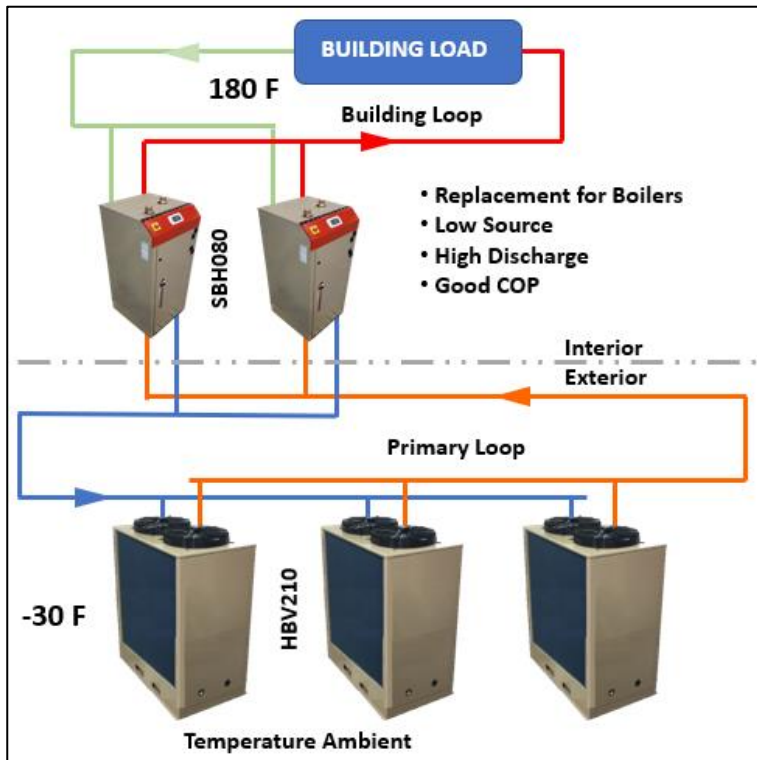 BUILDING LOAD
180 F
Building Loop
• Replacement for Boilers
• Low Source
• High Discharge
• Good COP
SBH080
Interior
Exterior
Primary Loop
-30 F
HBV210
Temperature Ambient